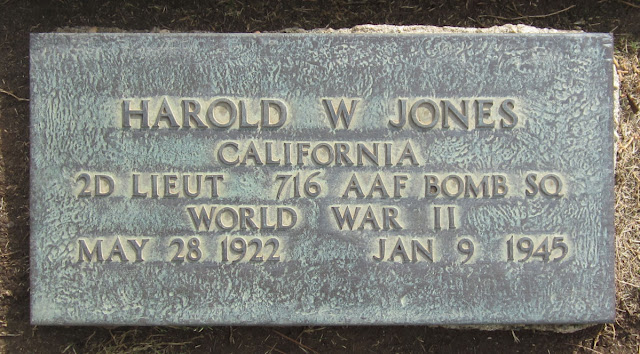 HAROLD W JONES
CALIFORNIA
2D LIEUT 716 AAF BOMB SQ
WORLD WAR II
MAY 28 1922 JAN 9 1945